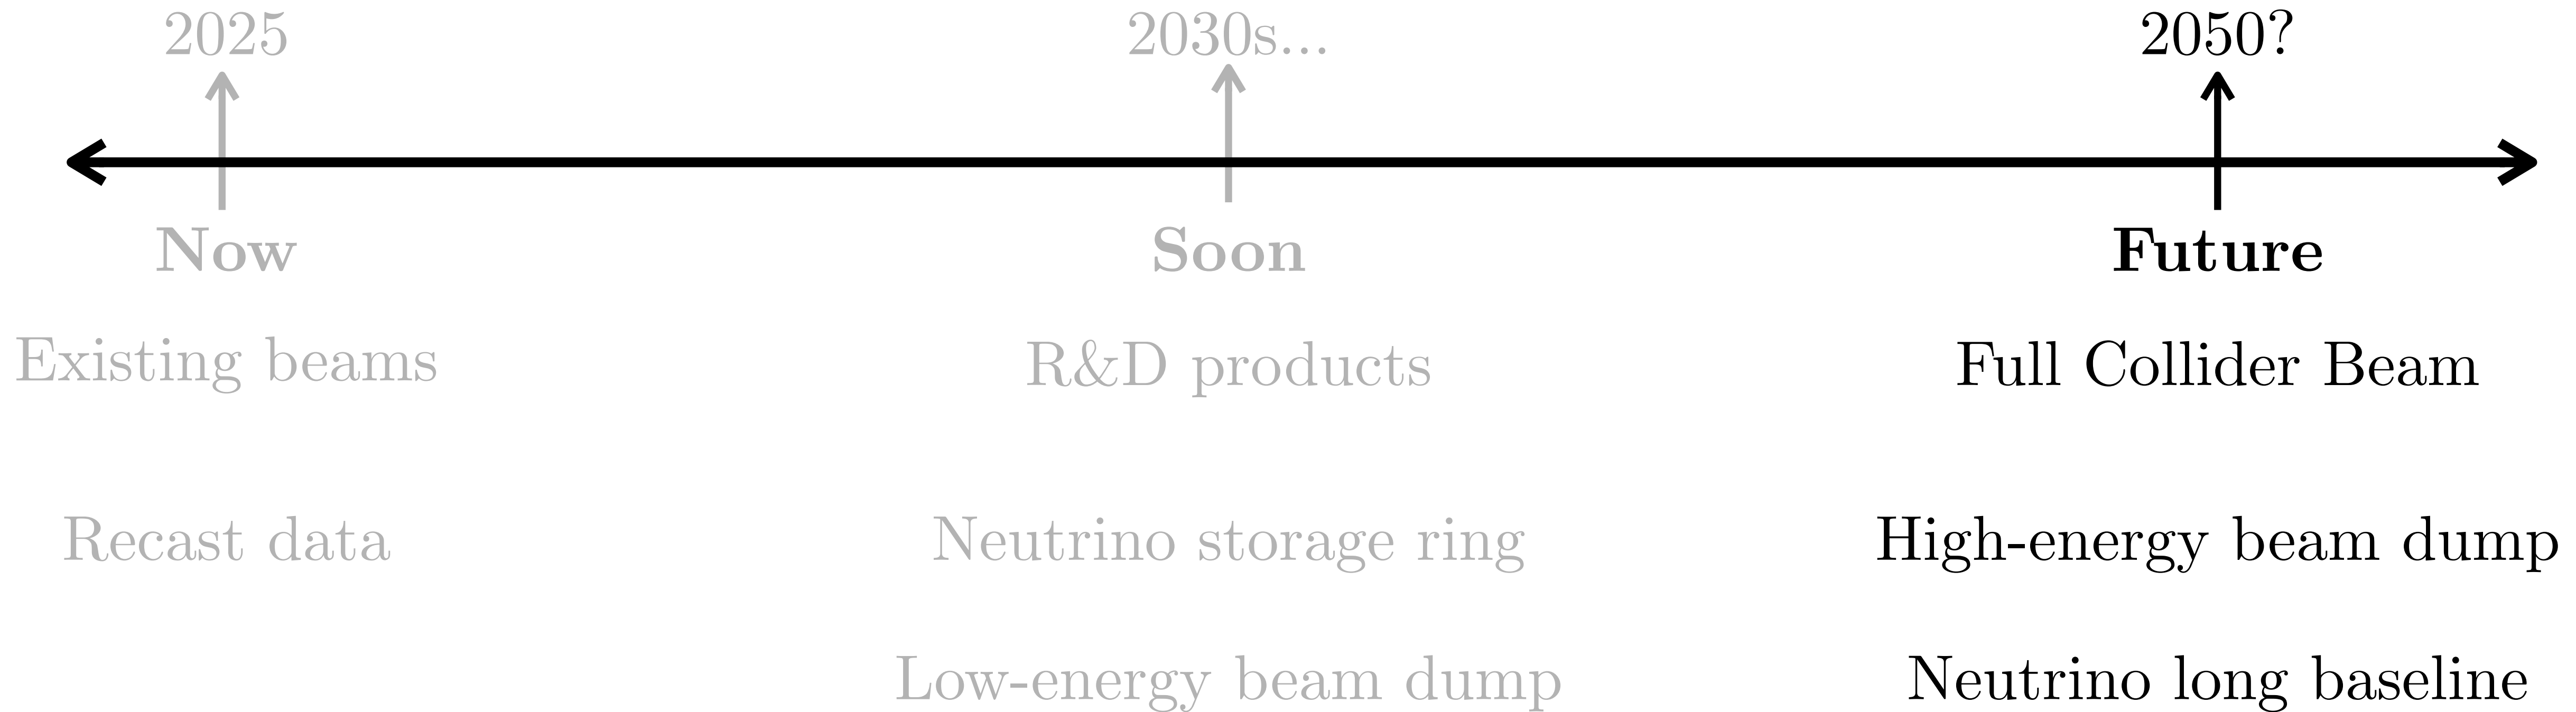 2025
2030s...
2050?
Now
Soon
Future
Existing beams
R&D products
Full Collider Beam
Recast data
Neutrino storage ring
High-energy beam dump
Low-energy beam dump
Neutrino long baseline